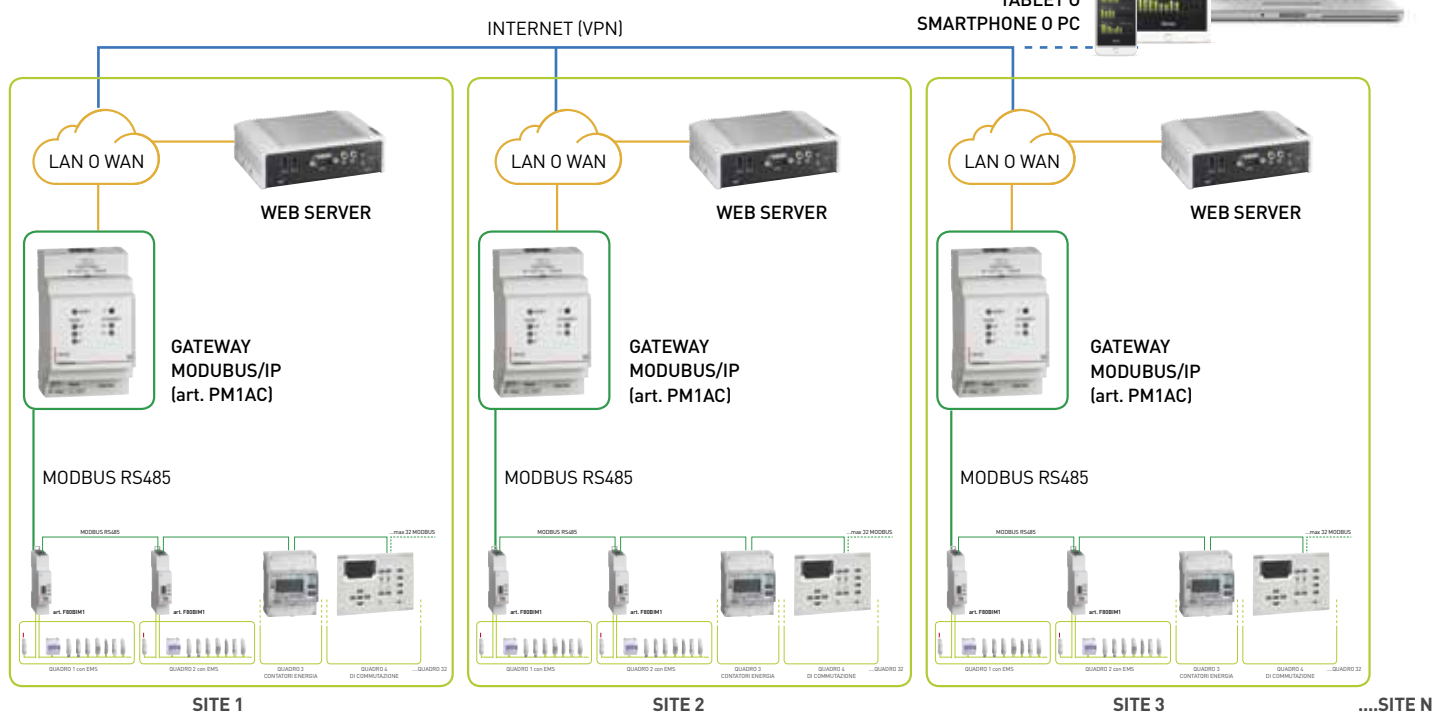 TABLET O
SMARTPHONE O PC
INTERNET (VPN)
LAN O WAN
WEB SERVER
GATEWAY
MODUBUS/IP
(art. PM1AC)
MODBUS RS485
MODBUS RS485
...max 32 MODBUS
art. F80BIM1
art. F80BIM1
QUADRO 1 con EMS
QUADRO 2 con EMS
QUADRO 3
CONTATORI ENERGIA
QUADRO 4
DI COMMUTAZIONE
....QUADRO 32
SITE 1
LAN O WAN
WEB SERVER
GATEWAY
MODUBUS/IP
(art. PM1AC)
MODBUS RS485
MODBUS RS485
...max 32 MODBUS
art. F80BIM1
art. F80BIM1
QUADRO 1 con EMS
QUADRO 2 con EMS
QUADRO 3
CONTATORI ENERGIA
QUADRO 4
DI COMMUTAZIONE
....QUADRO 32
SITE 2
LAN O WAN
WEB SERVER
GATEWAY
MODUBUS/IP
(art. PM1AC)
MODBUS RS485
MODBUS RS485
...max 32 MODBUS
art. F80BIM1
art. F80BIM1
QUADRO 1 con EMS
QUADRO 2 con EMS
QUADRO 3
CONTATORI ENERGIA
QUADRO 4
DI COMMUTAZIONE
....QUADRO 32
SITE 3
....SITE N